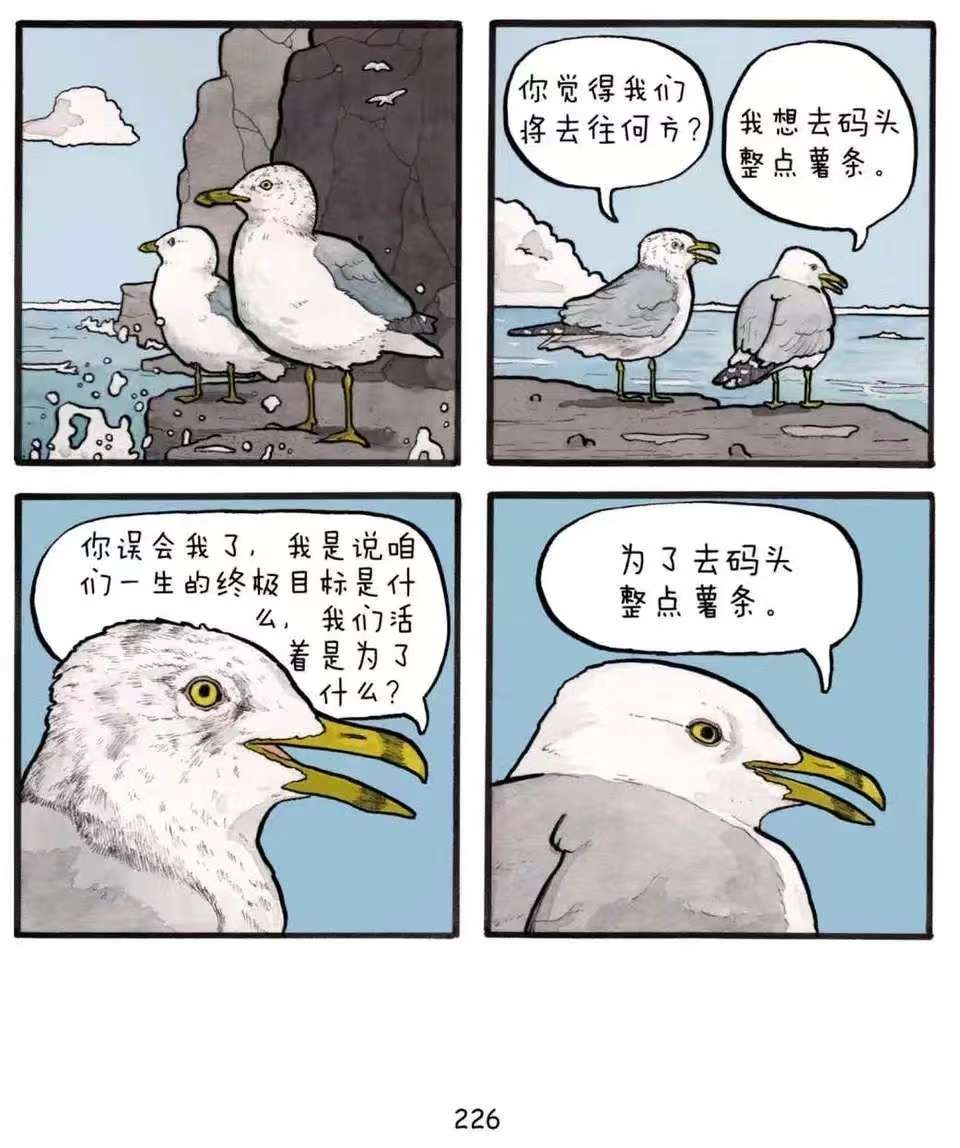 你觉得我们
将去往何方?
我想去码头
整点薯条。
你误会我了,我是说咱
们一生的终极目标是什
么,我们活
着是为了
什么?
为了去码头
整点薯条。
226